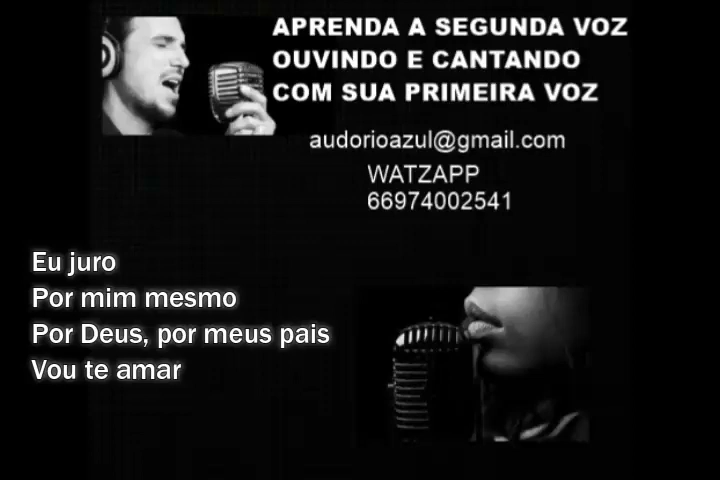 APRENDA A SEGUNDA VOZ
OUVINDO E CANTANDO
COM SUA PRIMEIRA VOZ
audorioazul@gmail.com
WATZAPP
66974002541
Eu juro
Por mim mesmo
Por Deus, por meus pais
Vou te amar